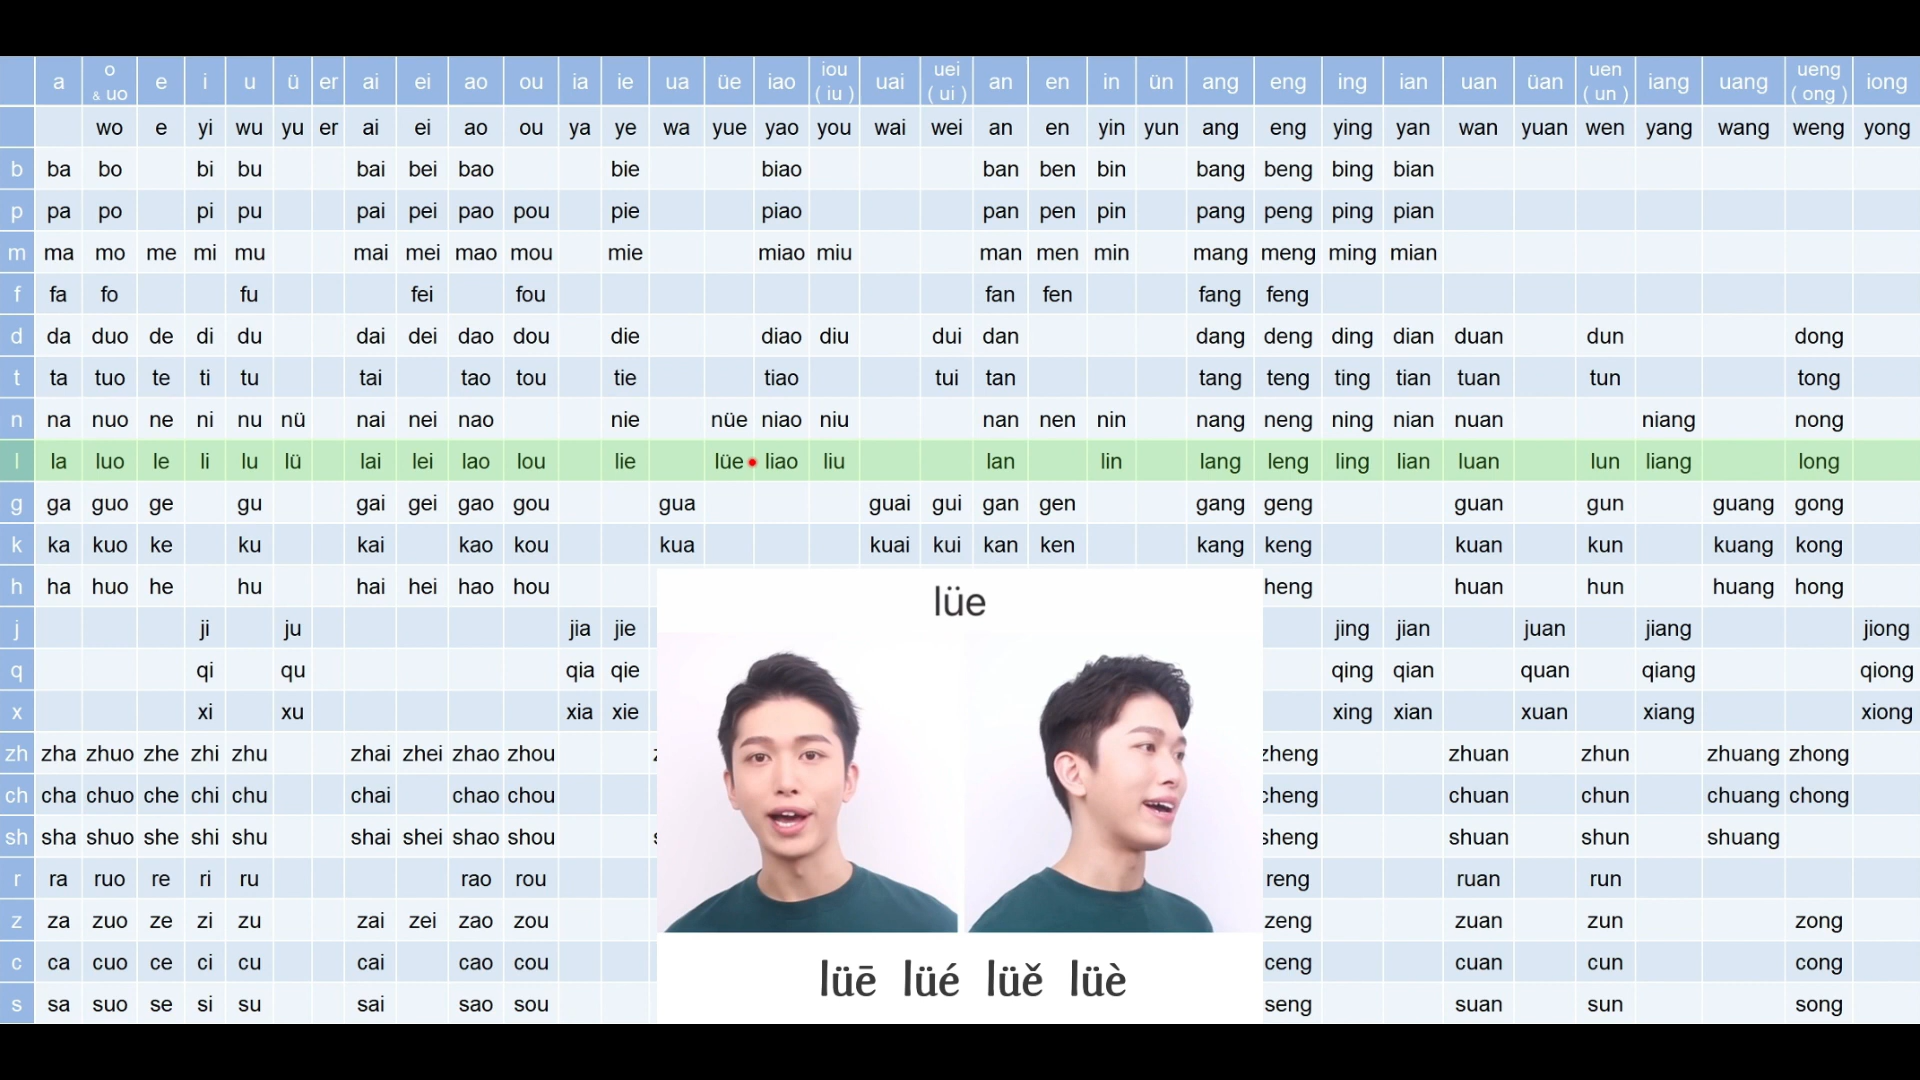 a o & uo e i u ü er ai ei ao ou ia ie ua üe iao iou ( iu ) uai uei ( ui ) an en in ün ang eng ing ian uan üan uen ( un ) iang uang ueng ( ong ) iong
wo e yi wu yu er ai ei ao ou ya ye wa yue yao you wai wei an en yin yun ang eng ying yan wan yuan wen yang wang weng yong
b ba bo bi bu bai bei bao bie biao ban ben bin bang beng bing bian
p pa po pi pu pai pei pao pou pie piao pan pen pin pang peng ping pian
m ma mo me mi mu mai mei mao mou mie miao miu man men min mang meng ming mian
f fa fo fu fei fou fan fen fang feng
d da duo de di du dai dei dao dou die diao diu dui dan dang deng ding dian duan dun dong
t ta tuo te ti tu tai tao tou tie tiao tui tan tang teng ting tian tuan tun tong
n na nuo ne ni nu nü nai nei nao nie nüe niao niu nan nen nin nang neng ning nian nuan niang nong
l la luo le li lu lü lai lei lao lou lie lüe liao liu lan lin lang leng ling lian luan lun liang long
g ga guo ge gu gai gei gao gou gua guai gui gan gen gang geng guan gun guang gong
k ka kuo ke ku kai kao kou kua kuai kui kan ken kang keng kuan kun kuang kong
h ha huo he hu hai hei hao hou heng huan hun huang hong
j ji ju jia jie jing jian juan jiang jiong
q qi qu qia qie qing qian quan qiang qiong
x xi xu xia xie xing xian xuan xiang xiong
zh zha zhuo zhe zhi zhu zhai zhei zhao zhou zheng zhuan zhun zhuang zhong
ch cha chuo che chi chu chai chao chou cheng chuan chun chuang chong
sh sha shuo she shi shu shai shei shao shou sheng shuan shun shuang
r ra ruo re ri ru rao rou reng ruan run
z za zuo ze zi zu zai zei zao zou zeng zuan zun zong
c ca cuo ce ci cu cai cao cou ceng cuan cun cong
s sa suo se si su sai sao sou seng suan sun song
lüe
lüē lüé lüě lüè